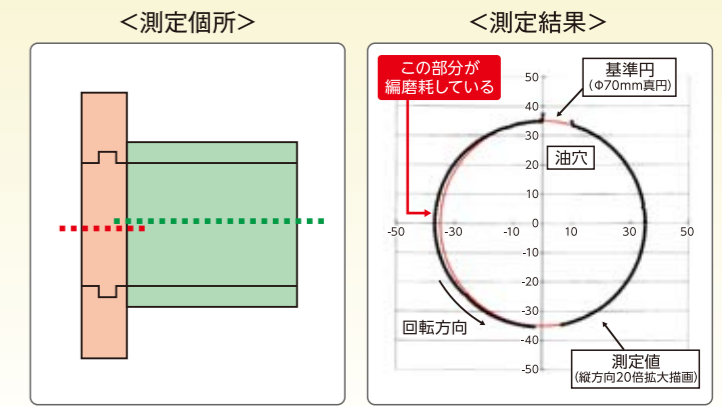 ＜測定個所＞
＜測定結果＞
この部分が
編磨耗している
基準円
(Φ70mm真円)
油穴
50
40
30
20
10
0
-10
-20
-30
-40
-50
-50
-30
-10
10
30
50
回転方向
測定値
(縦方向20倍拡大描画)